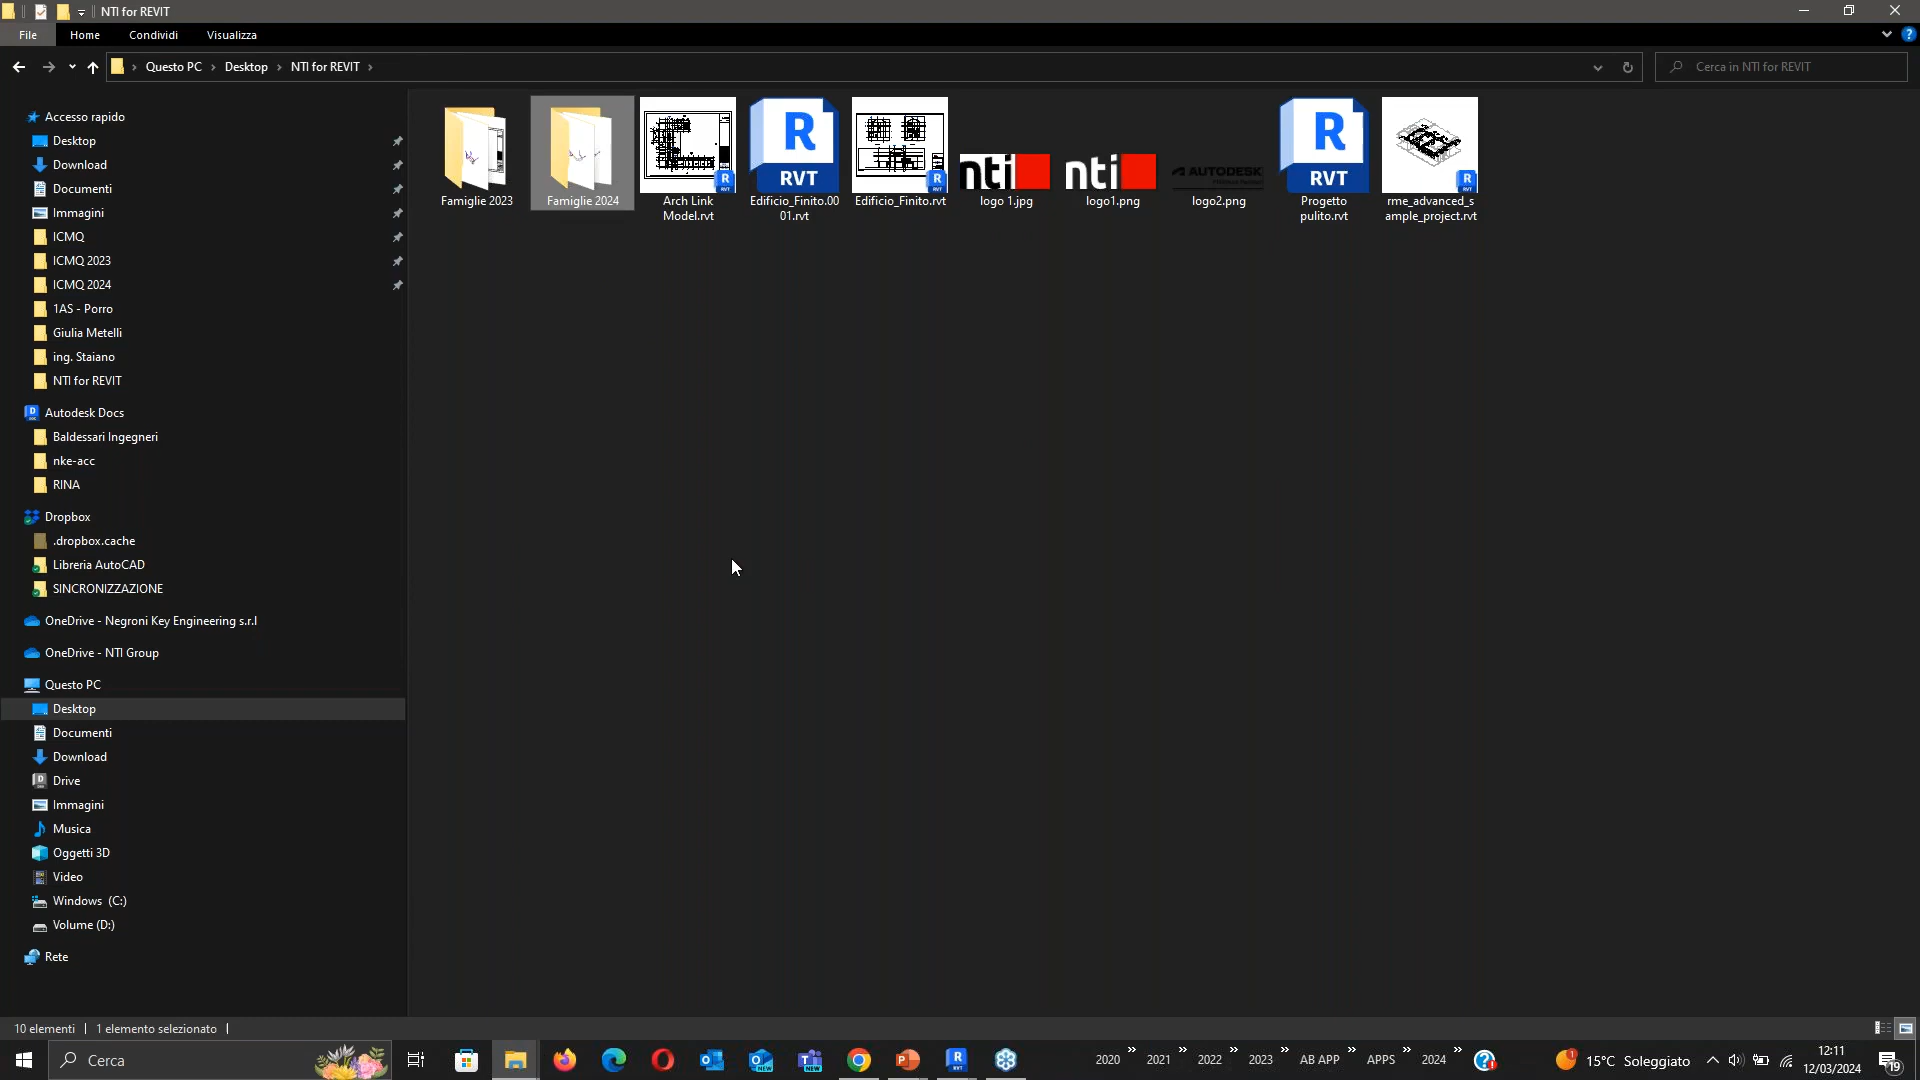 NTI for REVIT
File Home Condividi Visualizza
Questo PC Desktop NTI for REVIT
Cerca in NTI for REVIT
Accesso rapido
Desktop
Download
Documenti
Immagini
ICMQ
ICMQ 2023
ICMQ 2024
1AS - Porro
Giulia Metelli
ing. Staiano
NTI for REVIT
Autodesk Docs
Baldessari Ingegneri
nke-acc
RINA
Dropbox
.dropbox.cache
Libreria AutoCAD
SINCRONIZZAZIONE
OneDrive - Negroni Key Engineering s.r.l
OneDrive - NTI Group
Questo PC
Desktop
Documenti
Download
Drive
Immagini
Musica
Oggetti 3D
Video
Windows (C:)
Volume (D:)
Rete
Famiglie 2023
Famiglie 2024
Arch Link
Model.rvt
R
RVT
Edificio_Finito.00
01.rvt
Edificio_Finito.rvt
nti
logo 1.jpg
nti
logo1.png
AUTODESK
logo2.png
R
RVT
Progetto
pulito.rvt
rme_advanced_s
ample_project.rvt
10 elementi 1 elemento selezionato
Cerca
2020 2021 2022 2023 AB APP APPS 2024
15°C Soleggiato
12:11
12/03/2024
19